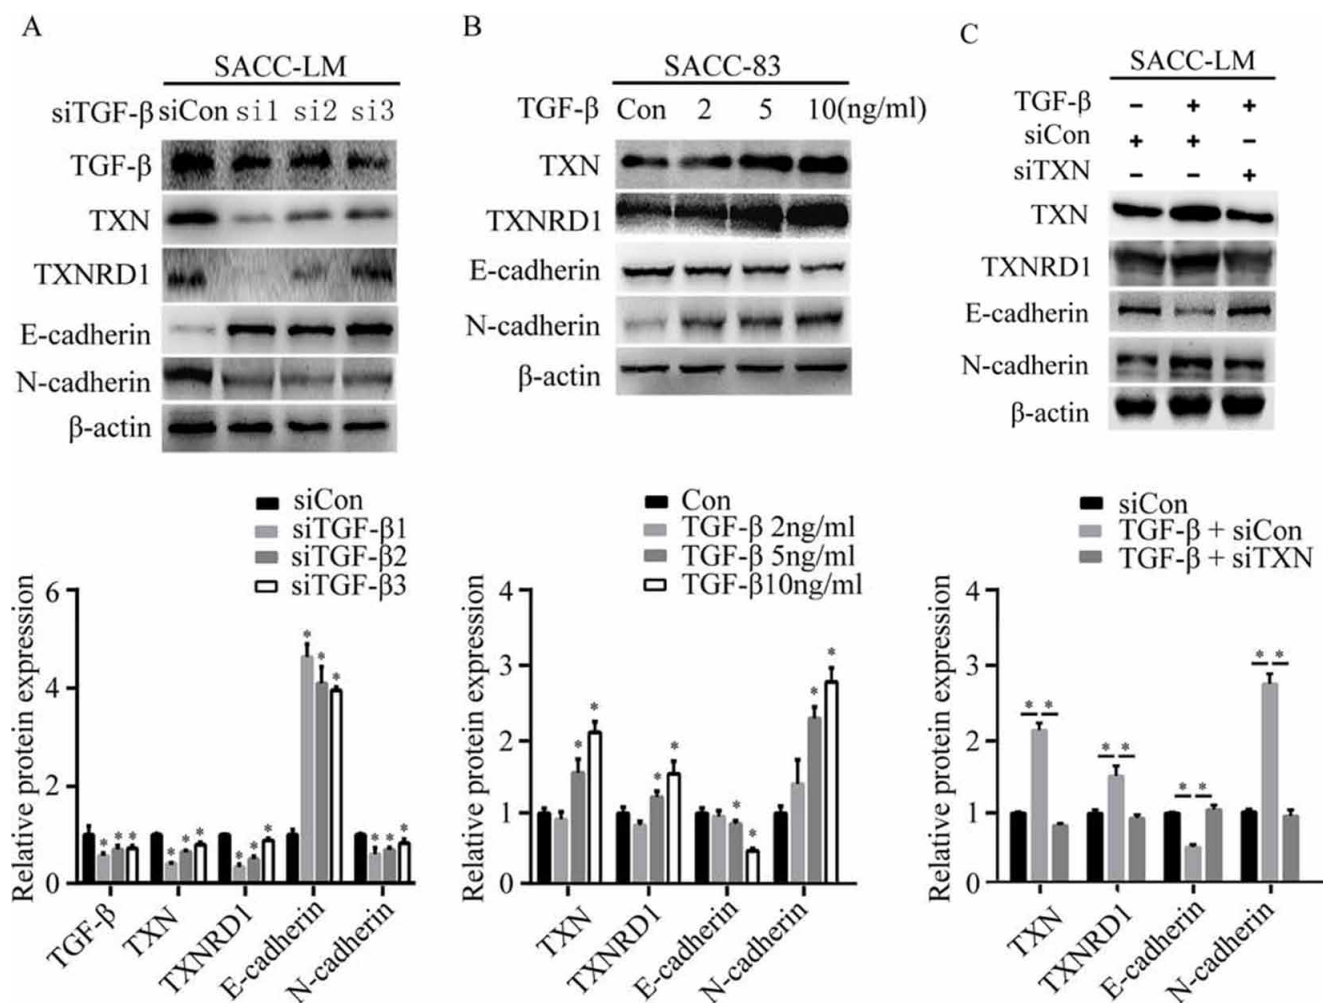 A
SACC-LM
siTGF-β siCon si1 si2 si3
TGF-β
TXN
TXNRD1
E-cadherin
N-cadherin
β-actin
siCon
siTGF-β1
siTGF-β2
siTGF-β3
Relative protein expression
6
4
2
0
* * * * * * * * * * * * * * *
TGF-β
TXN
TXNRD1
E-cadherin
N-cadherin
B
SACC-83
TGF-β Con 2 5 10(ng/ml)
TXN
TXNRD1
E-cadherin
N-cadherin
β-actin
Con
TGF-β 2ng/ml
TGF-β 5ng/ml
TGF-β10ng/ml
Relative protein expression
4
3
2
1
0
* * * * * * * *
TXN
TXNRD1
E-cadherin
N-cadherin
C
SACC-LM
TGF-β - + +
siCon + + -
siTXN - - +
TXN
TXNRD1
E-cadherin
N-cadherin
β-actin
siCon
TGF-β + siCon
TGF-β + siTXN
Relative protein expression
4
3
2
1
0
* * * * * * * *
TXN
TXNRD1
E-cadherin
N-cadherin